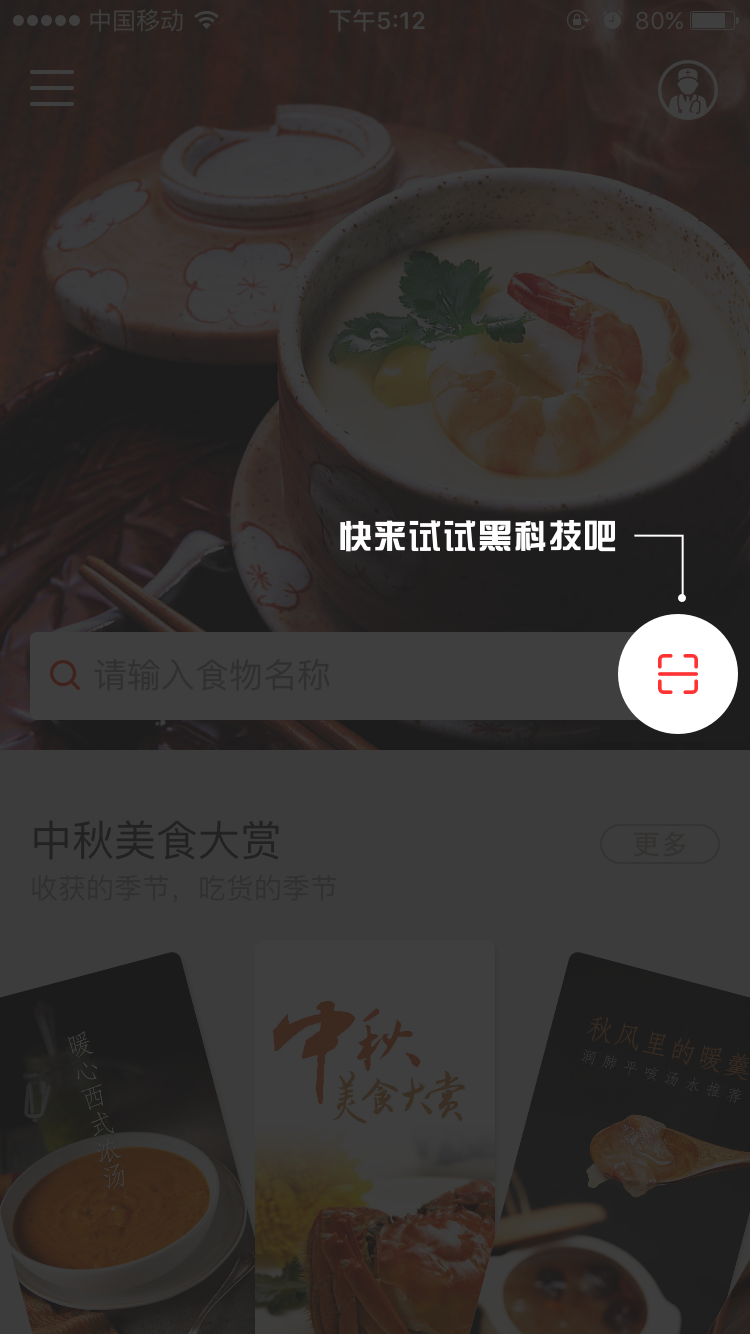 中国移动
下午5:12
80%
快来试试黑科技吧
请输入食物名称
中秋美食大赏
更多
收获的季节，吃货的季节
暖心西式浓汤
中秋
美食大赏
秋风里的暖羹
润肺平咳汤水推荐